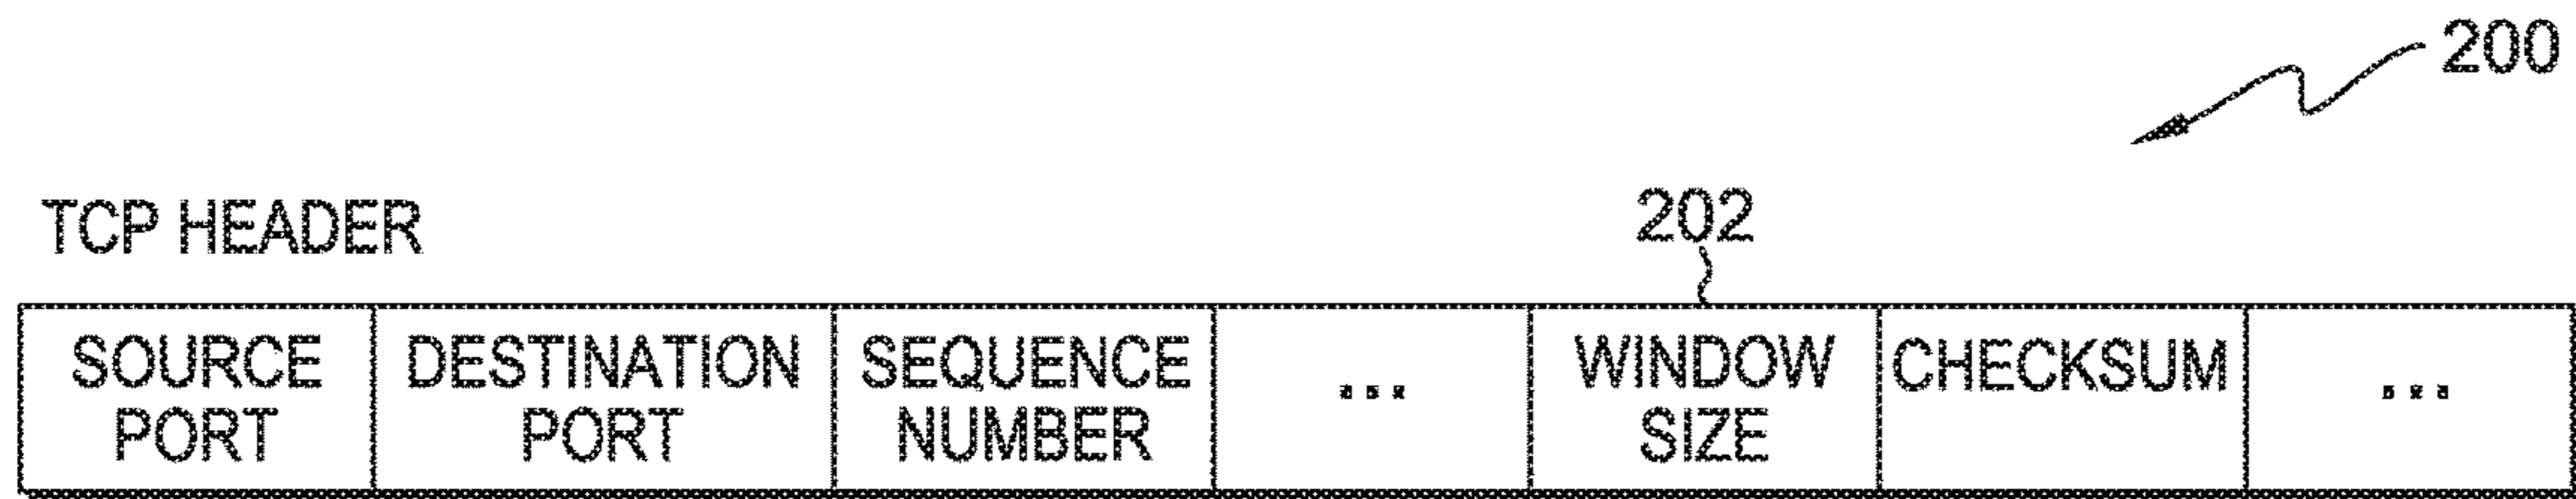 200
TCP HEADER
202
SOURCE PORT
DESTINATION PORT
SEQUENCE NUMBER
...
WINDOW SIZE
CHECKSUM
...